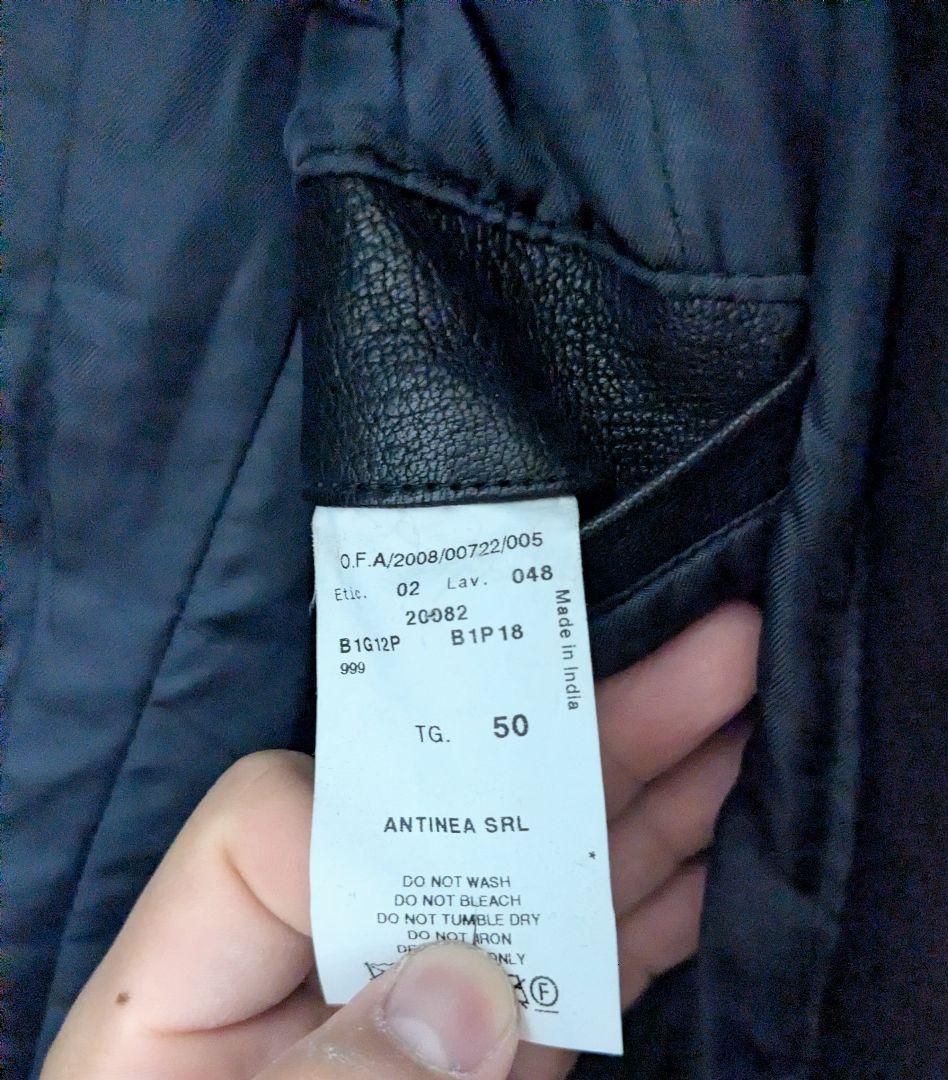 O.F.A/2008/00722/005
Etic. 02 Lav. 048
20082
B1G12P B1P18
999
Made in India
TG. 50
ANTINEA SRL
*
DO NOT WASH
DO NOT BLEACH
DO NOT TUMBLE DRY
DO NOT IRON
F